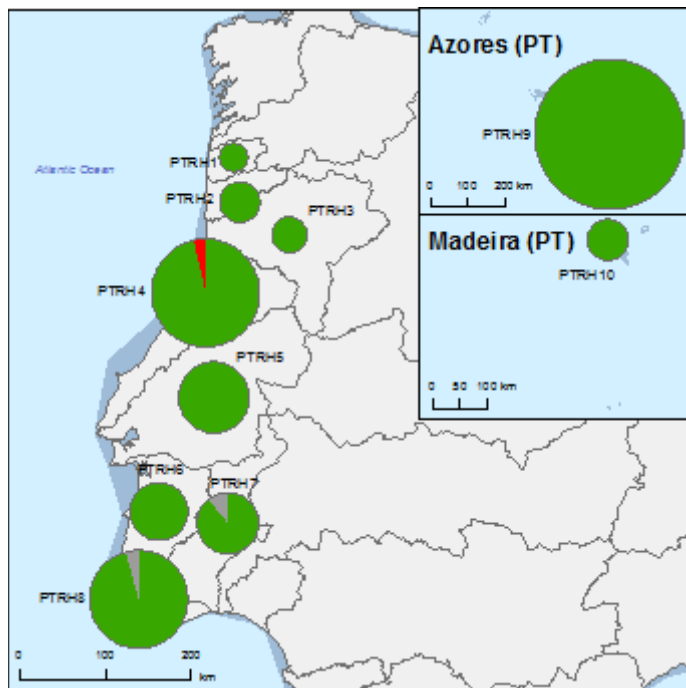 Azores (PT)
PTRH9
0 100 200 km
Madeira (PT)
PTRH10
0 50 100 km
Atlantic Ocean
PTRH1
PTRH2
PTRH3
PTRH4
PTRH5
PTRH6
PTRH7
PTRH8
0 100 200
km